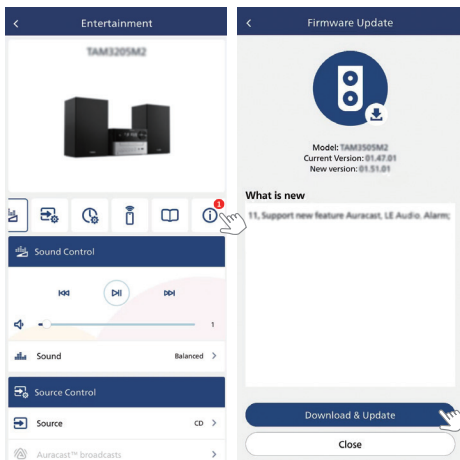 Entertainment
TAM3205M2
1
Sound Control
1
Sound
Balanced
Source Control
Source
CD
Auracast™ broadcasts
Firmware Update
Model: TAM3505M2
Current Version: 01.47.01
New version: 01.51.01
What is new
11, Support new feature Auracast, LE Audio, Alarm;
Download & Update
Close